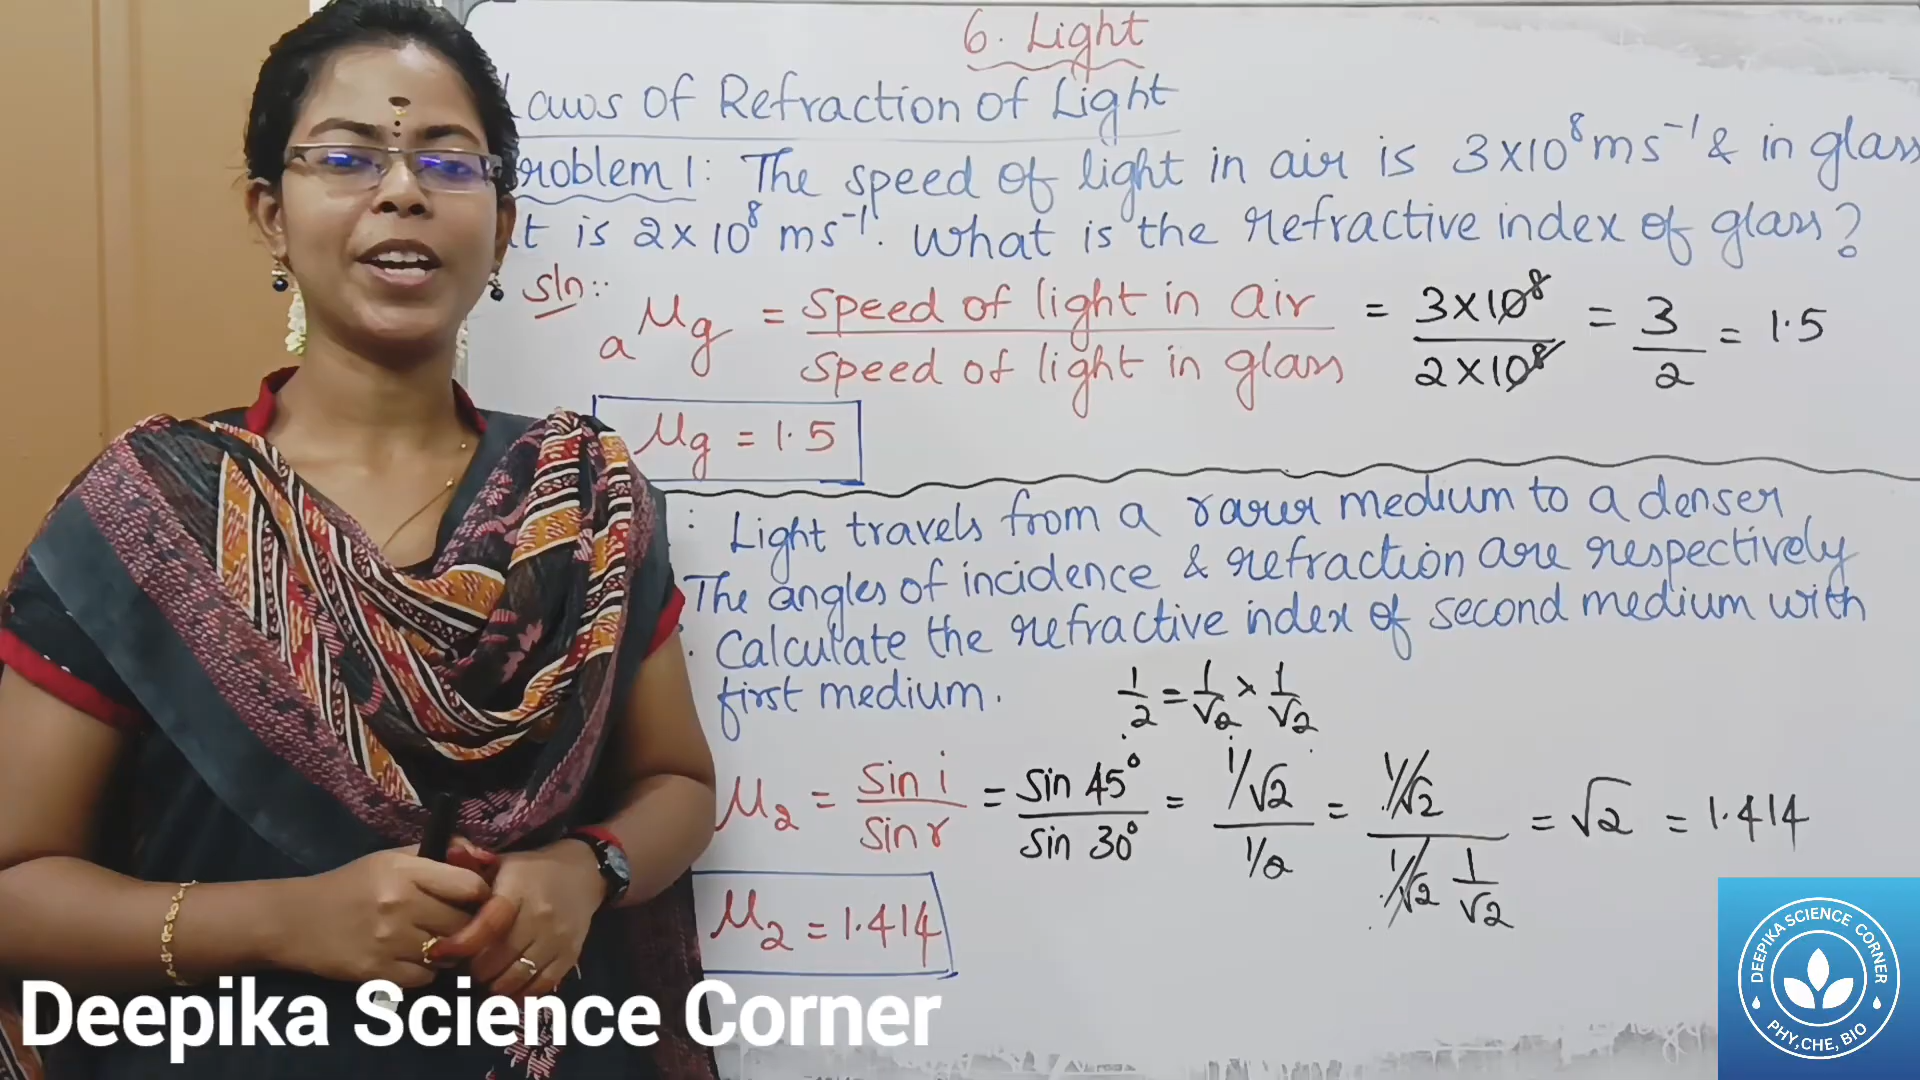 6. Light
Laws of Refraction of Light
Problem 1: The speed of light in air is 3x10⁸ ms⁻¹ & in glass
it is 2x10⁸ ms⁻¹. What is the refractive index of glass?
Sln:
aμg = Speed of light in air / Speed of light in glass = 3x10⁸ / 2x10⁸ = 3/2 = 1.5
μg = 1.5
: Light travels from a rarer medium to a denser
The angles of incidence & refraction are respectively
. Calculate the refractive index of second medium with
first medium.
1/2 = 1/√2 x 1/√2
μ₂ = Sin i / Sin r = Sin 45° / Sin 30° = 1/√2 / 1/2 = 1/√2 / 1/√2 1/√2 = √2 = 1.414
μ₂ = 1.414
Deepika Science Corner
DEEPIKA SCIENCE CORNER
PHY,CHE, BIO